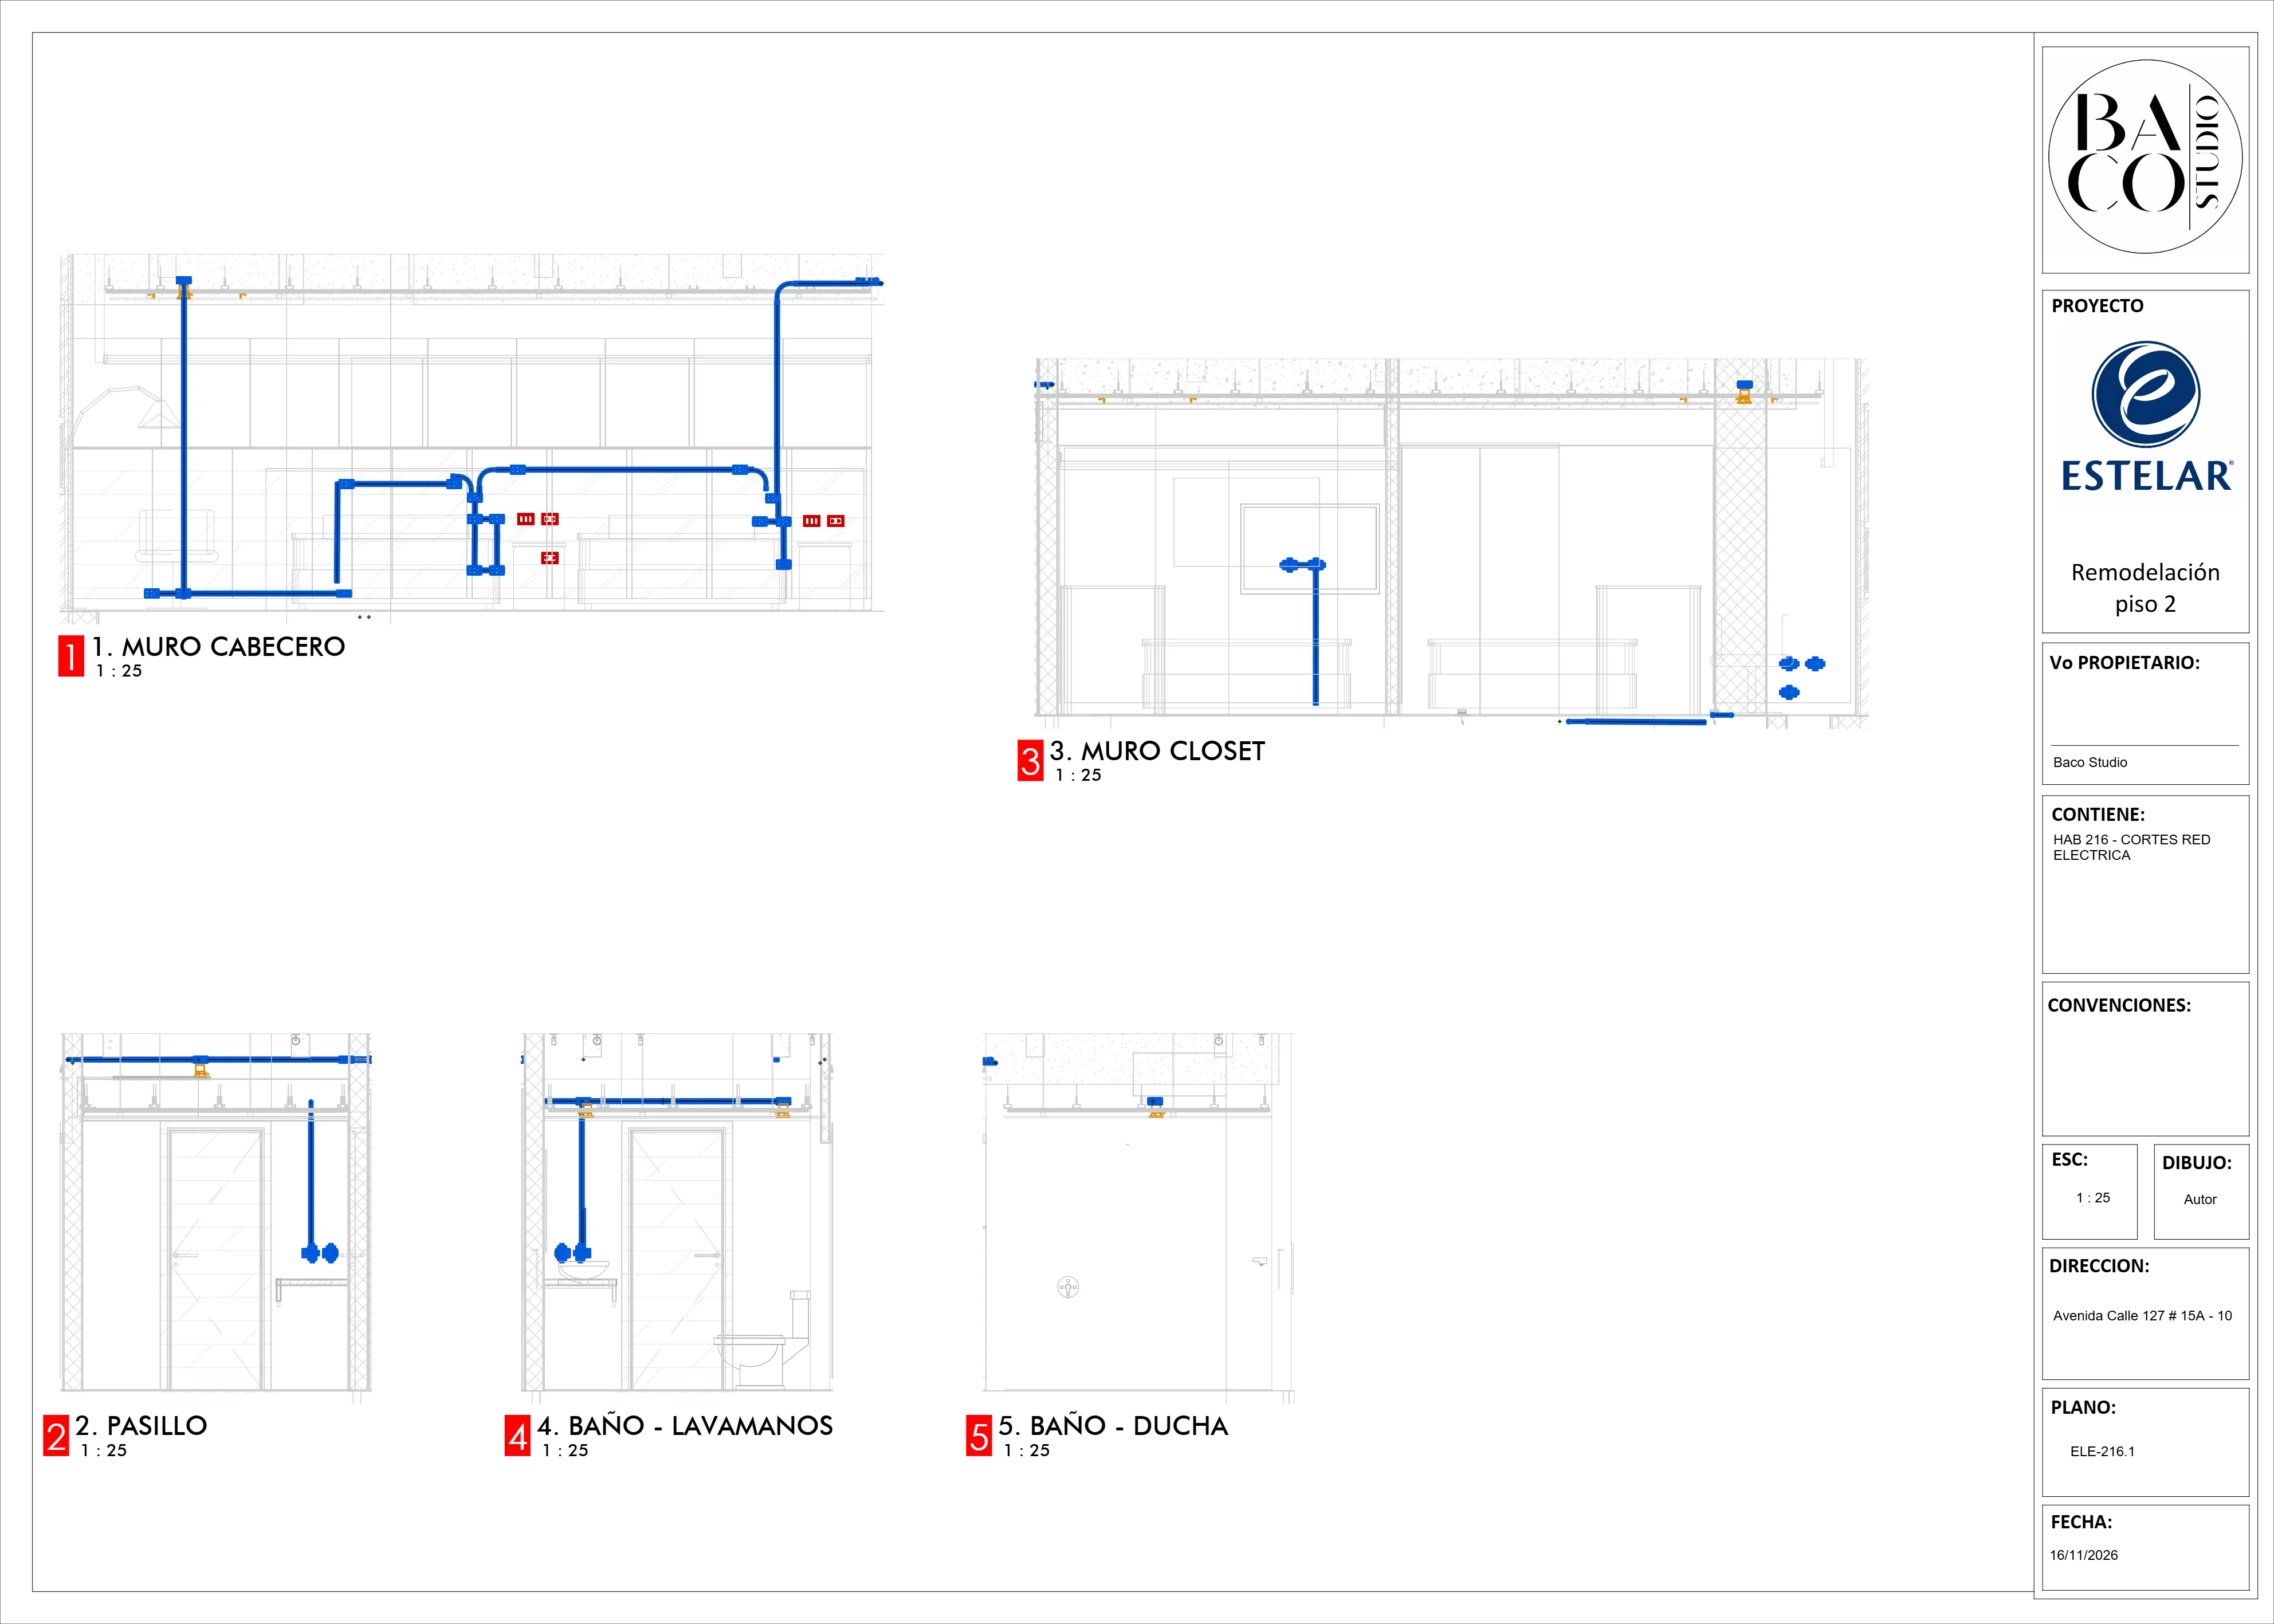 1
1. MURO CABECERO
1 : 25
3
3. MURO CLOSET
1 : 25
2
2. PASILLO
1 : 25
4
4. BAÑO - LAVAMANOS
1 : 25
5
5. BAÑO - DUCHA
1 : 25
BA
CO
STUDIO
PROYECTO
ESTELAR®
Remodelación
piso 2
Vo PROPIETARIO:
Baco Studio
CONTIENE:
HAB 216 - CORTES RED
ELECTRICA
CONVENCIONES:
ESC:
1 : 25
DIBUJO:
Autor
DIRECCION:
Avenida Calle 127 # 15A - 10
PLANO:
ELE-216.1
FECHA:
16/11/2026